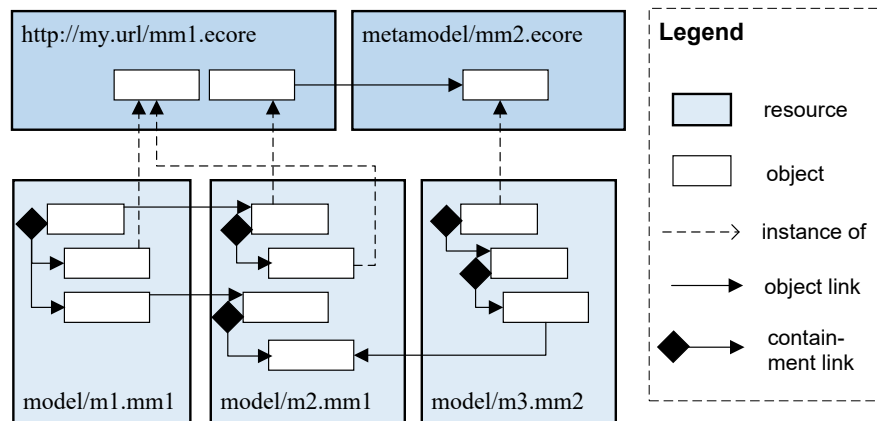 http://my.url/mm1.ecore
metamodel/mm2.ecore
model/m1.mm1
model/m2.mm1
model/m3.mm2
Legend
resource
object
instance of
object link
contain-
ment link